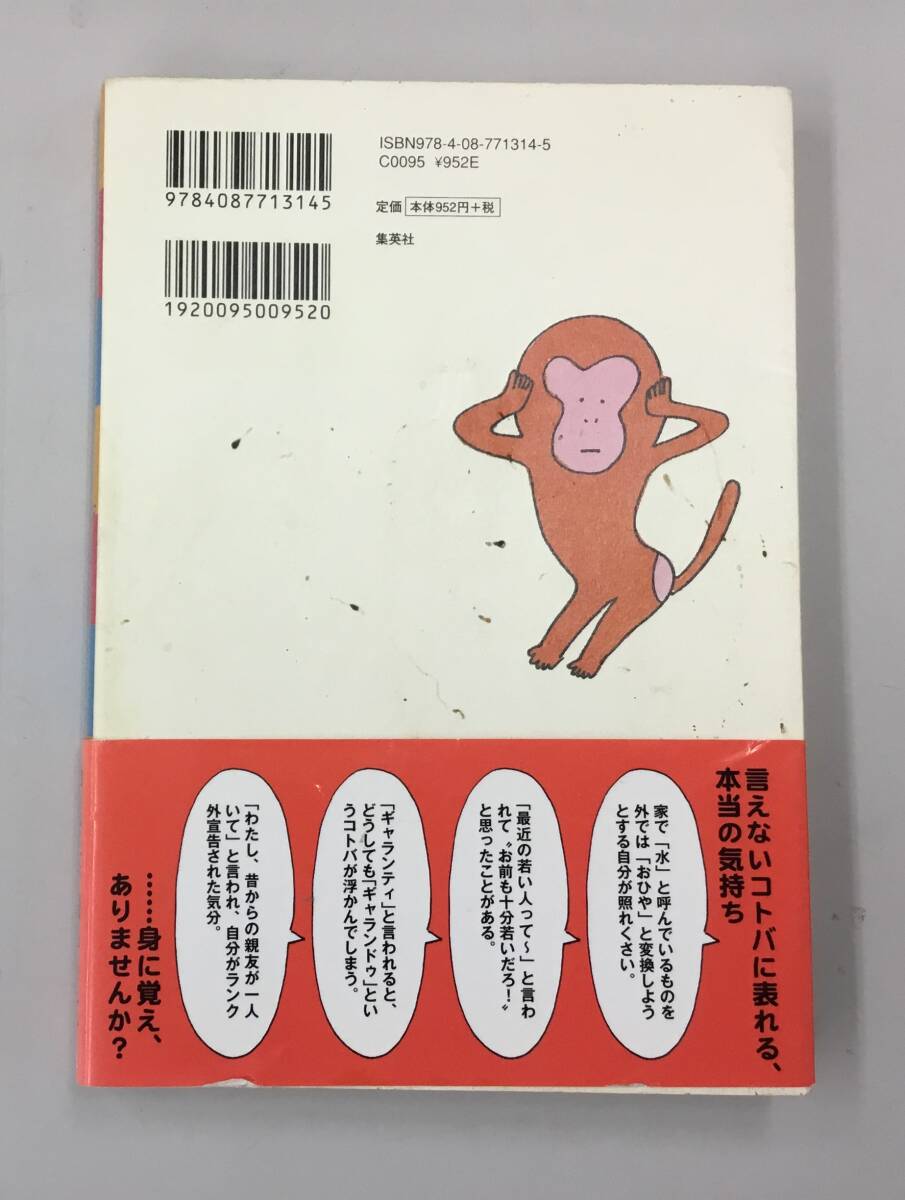 ISBN978-4-08-771314-5
C0095 ¥952E
9784087713145
定価 本体952円+税
集英社
1920095009520
言えないコトバに表れる、
本当の気持ち
家で「水」と呼んでいるものを
外では「おひや」と変換しよう
とする自分が照れくさい。
「最近の若い人って〜」と言わ
れて〝お前も十分若いだろ!〟
と思ったことがある。
「ギャランティ」と言われると、
どうしても「ギャランドゥ」とい
うコトバが浮かんでしまう。
「わたし、昔からの親友が一人
いて」と言われ、自分がランク
外宣告された気分。
……身に覚え、
ありませんか?